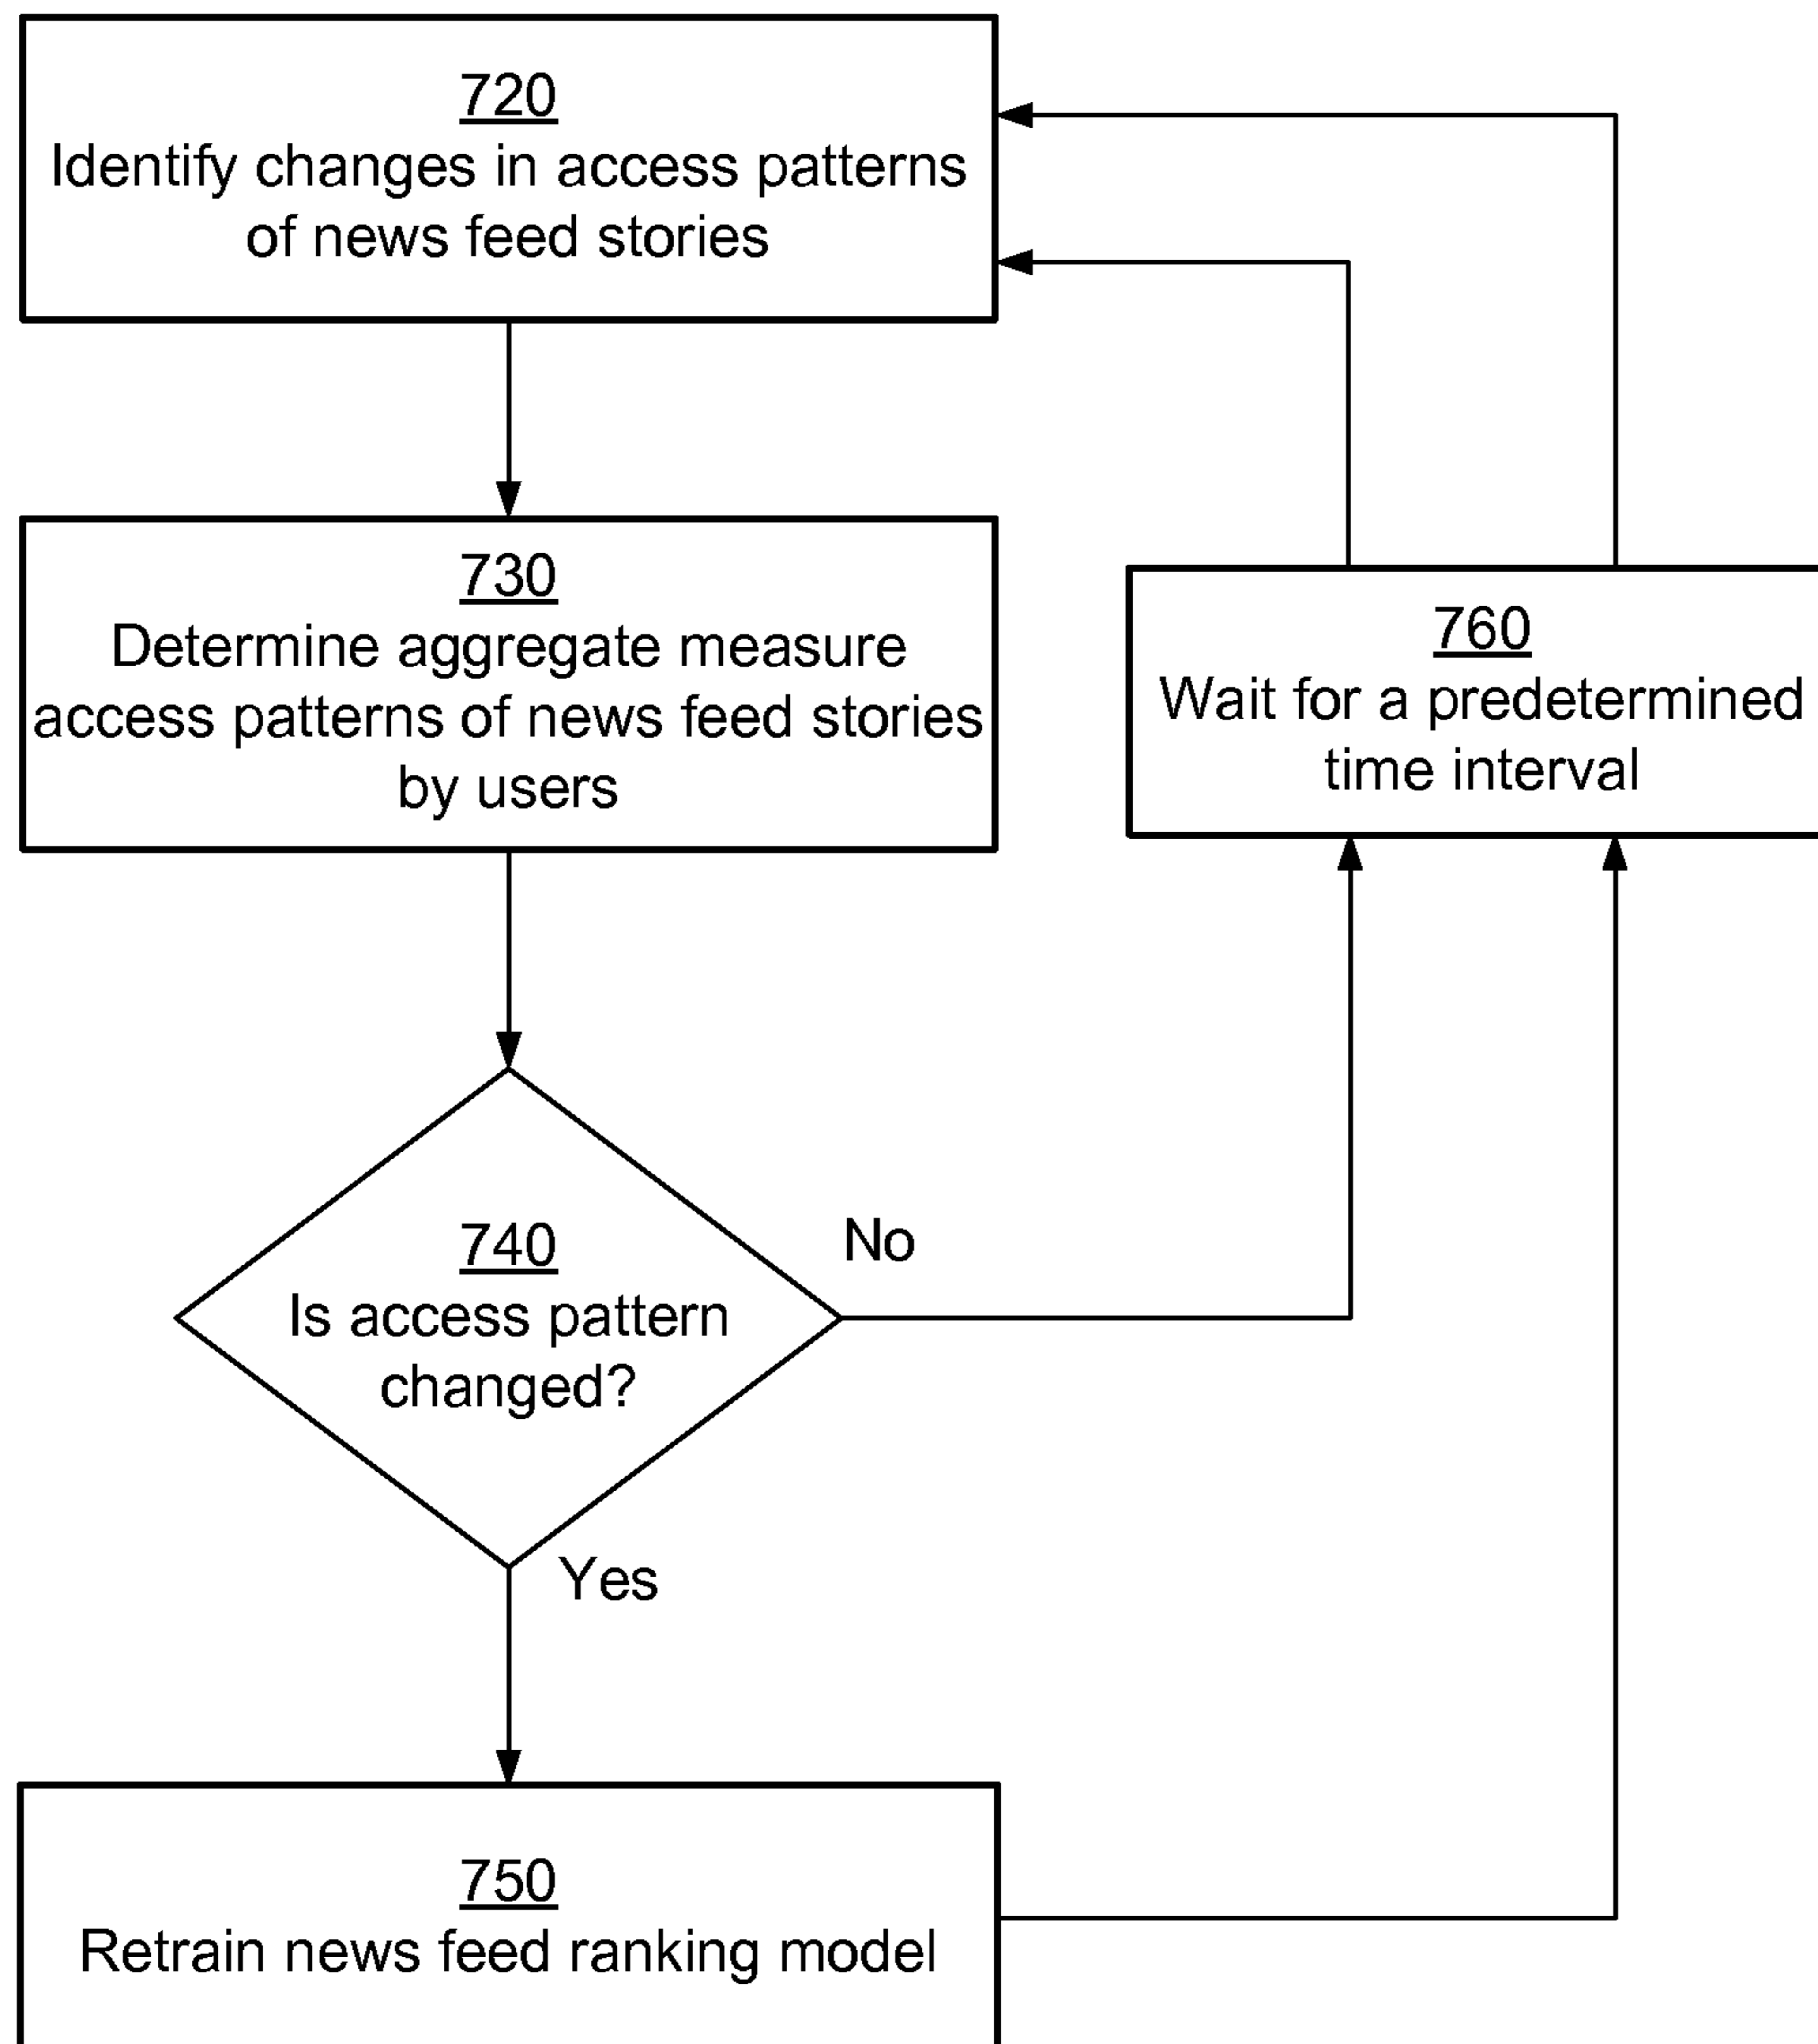 720
Identify changes in access patterns
of news feed stories
730
Determine aggregate measure
access patterns of news feed stories
by users
760
Wait for a predetermined
time interval
740
Is access pattern
changed?
No
Yes
750
Retrain news feed ranking model